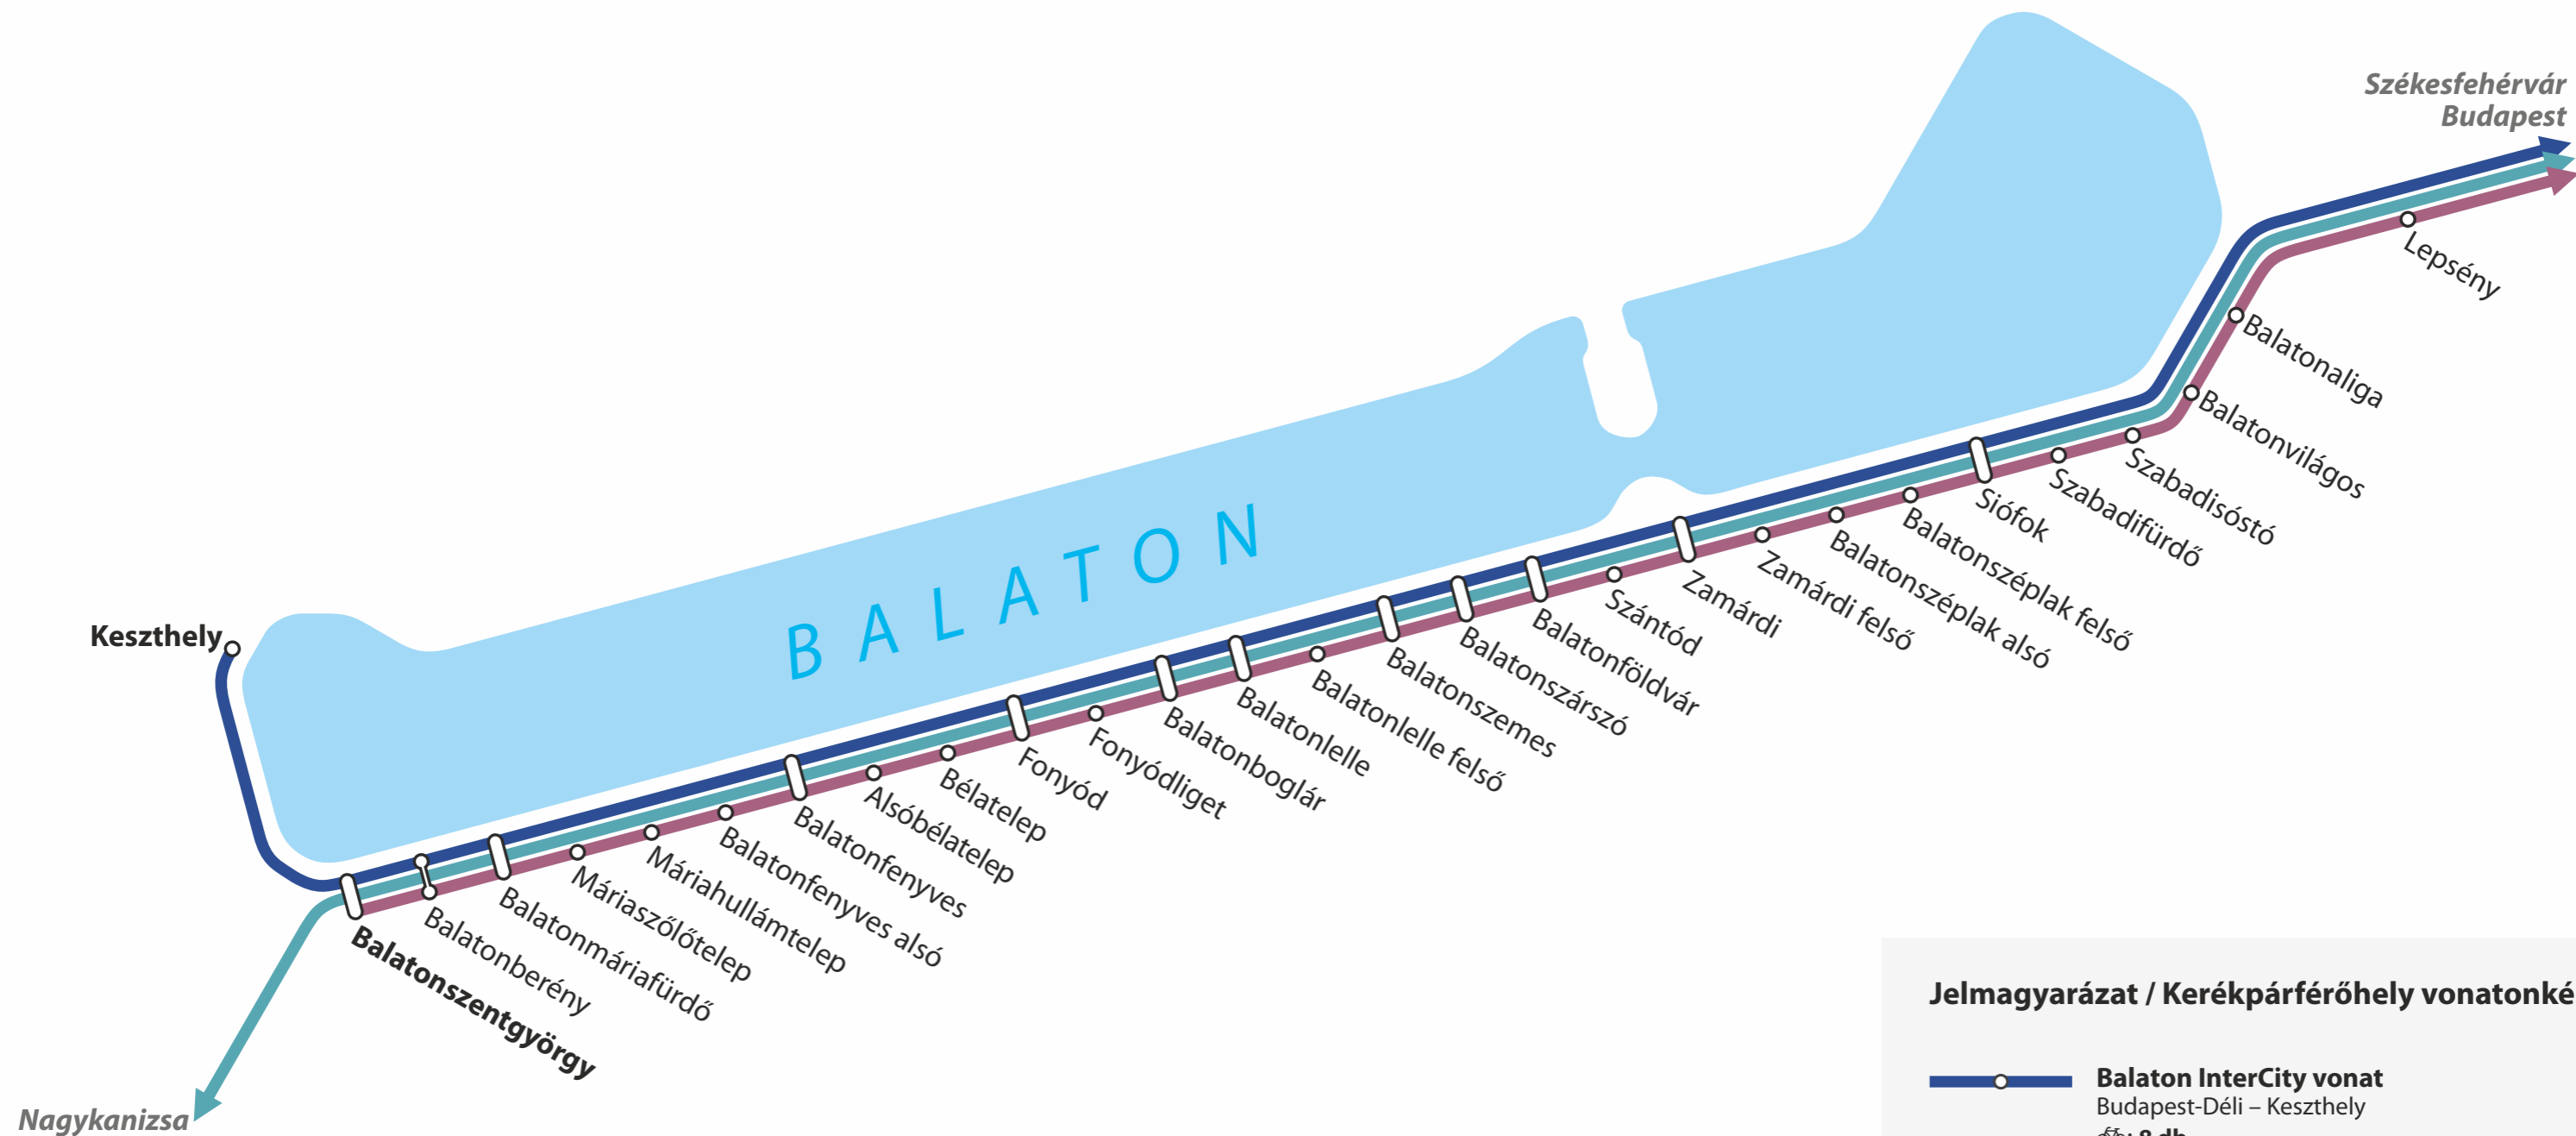 Székesfehérvár
Budapest
Lepsény
Balatonaliga
Balatonvilágos
Szabadisóstó
Szabadifürdő
Siófok
Balatonszéplak felső
Balatonszéplak alsó
Zamárdi felső
Zamárdi
Szántód
Balatonföldvár
Balatonszárszó
Balatonszemes
Balatonlelle felső
Balatonlelle
Balatonboglár
Fonyódliget
Fonyód
Bélatelep
Alsóbélatelep
Balatonfenyves
Balatonfenyves alsó
Máriahullámtelep
Máriaszőlőtelep
Balatonmáriafürdő
Balatonberény
Balatonszentgyörgy
Keszthely
Nagykanizsa
BALATON
Jelmagyarázat / Kerékpárférőhely vonatonké
Balaton InterCity vonat
Budapest-Déli – Keszthely
: 8 db